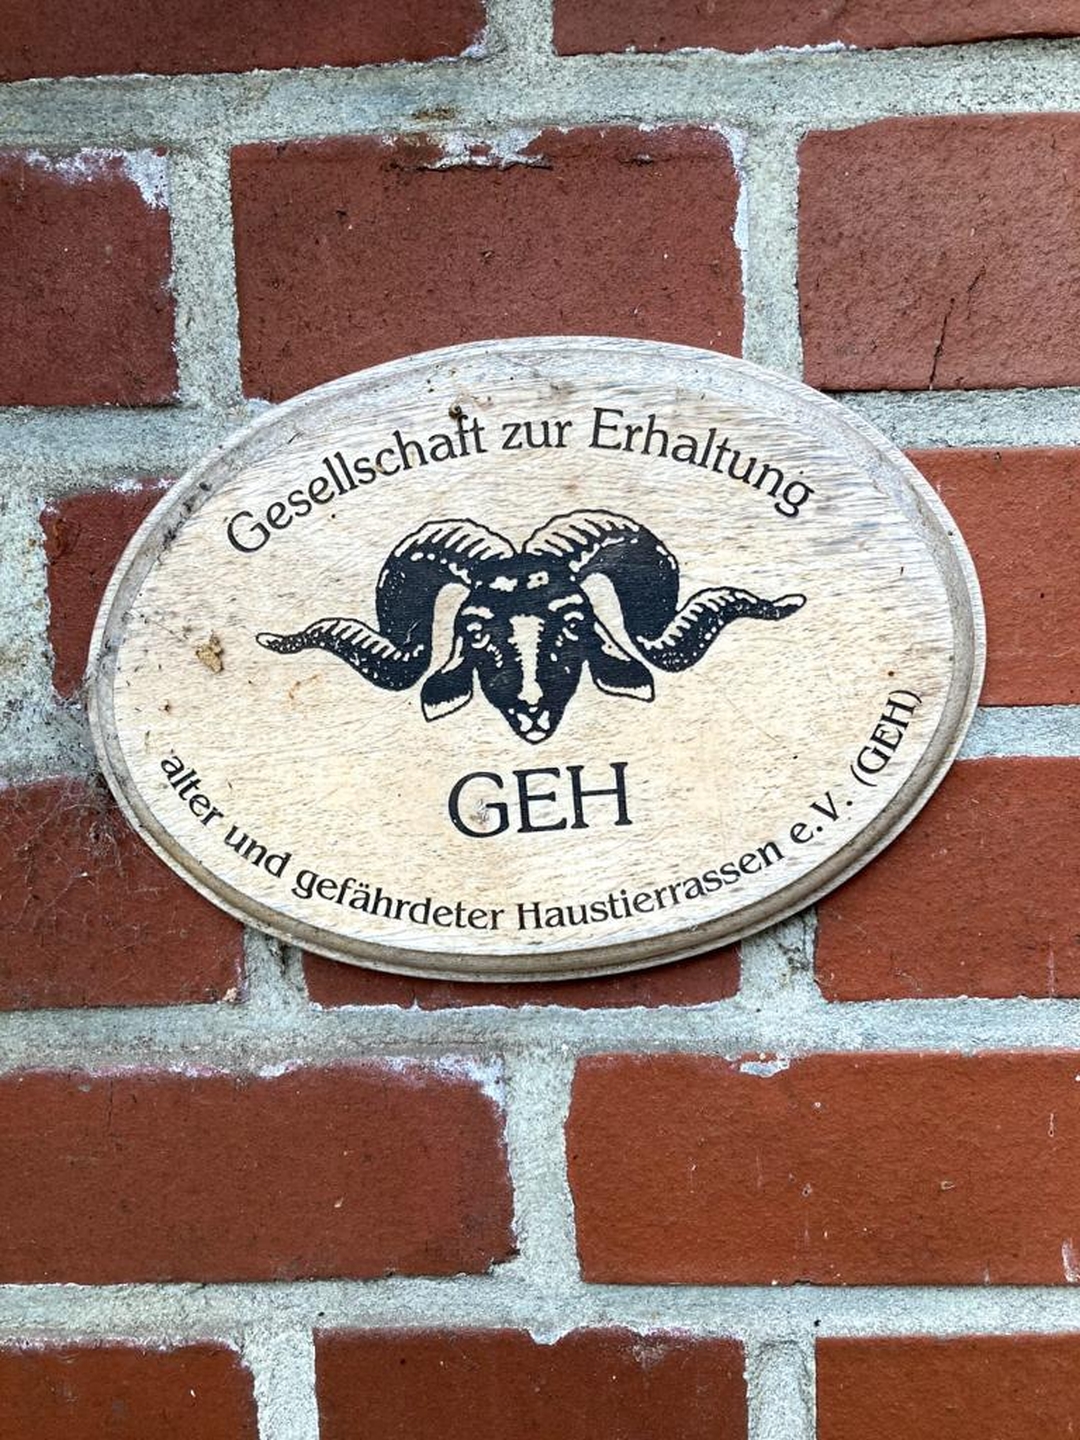 Gesellschaft zur Erhaltung
GEH
alter und gefährdeter Haustierrassen e.V. (GEH)